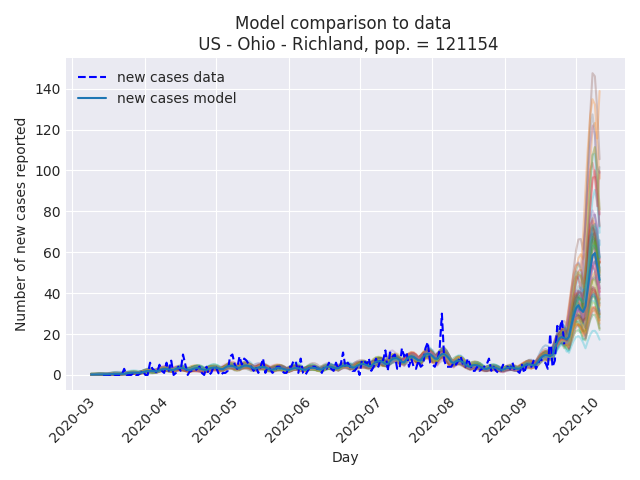 Model comparison to data
US - Ohio - Richland, pop. = 121154
new cases data
new cases model
Number of new cases reported
140
120
100
80
60
40
20
0
2020-03
2020-04
2020-05
2020-06
2020-07
2020-08
2020-09
2020-10
Day